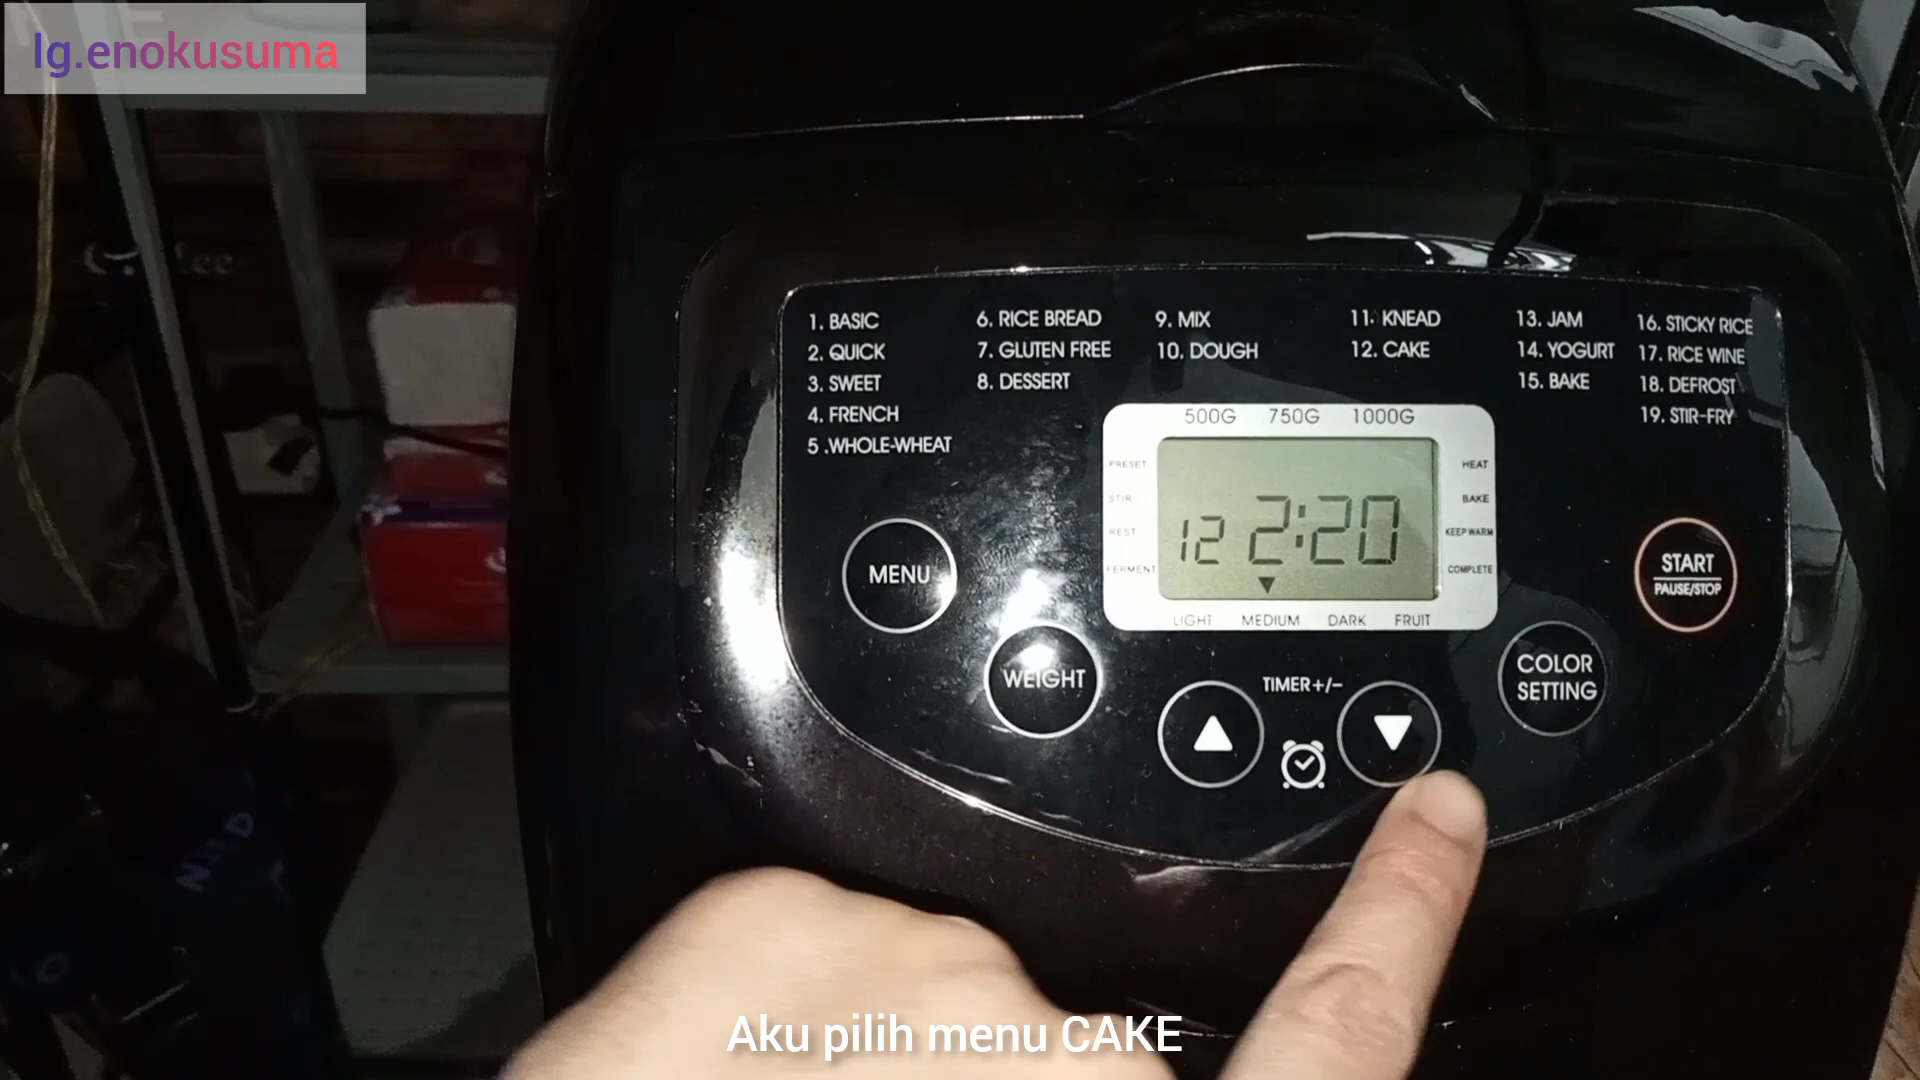 Ig.enokusuma
1. BASIC
2. QUICK
3. SWEET
4. FRENCH
5 .WHOLE-WHEAT
6. RICE BREAD
7. GLUTEN FREE
8. DESSERT
9. MIX
10. DOUGH
11. KNEAD
12. CAKE
13. JAM
14. YOGURT
15. BAKE
16. STICKY RICE
17. RICE WINE
18. DEFROST
19. STIR-FRY
500G 750G 1000G
PRESET
STIR
REST
FERMENT
12 2:20
HEAT
BAKE
KEEP WARM
COMPLETE
LIGHT MEDIUM DARK FRUIT
MENU
WEIGHT
TIMER+/-
COLOR
SETTING
START
PAUSE/STOP
Aku pilih menu CAKE